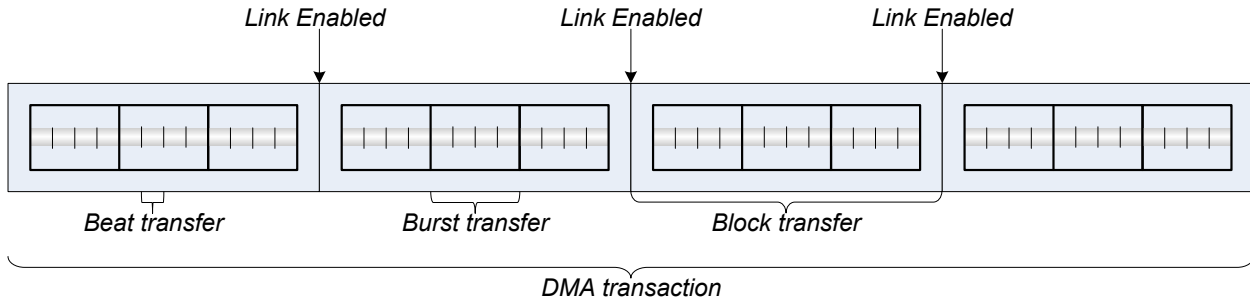 Link Enabled
Link Enabled
Link Enabled
Beat transfer
Burst transfer
Block transfer
DMA transaction